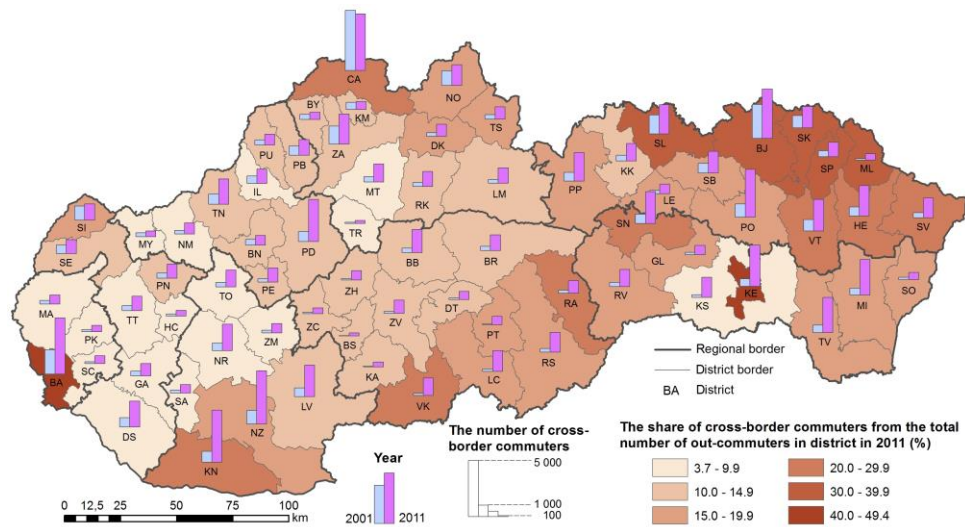 CA
NO
BY
KM
TS
ZA
DK
PU
PB
SL
BJ
SK
SP
ML
KK
SB
IL
MT
RK
LM
PP
LE
TN
PO
HE
SV
SI
TR
SN
VT
MY
NM
BN
PD
SE
BB
BR
GL
PN
PE
KE
MI
SO
MA
TO
ZH
RA
RV
KS
TT
HC
ZC
ZV
DT
PT
TV
PK
NR
ZM
BS
RS
BA
SC
GA
KA
LC
SA
LV
VK
DS
NZ
KN
Regional border
District border
BA District
The number of cross-
border commuters
5 000
1 000
100
Year
2001 2011
The share of cross-border commuters from the total
number of out-commuters in district in 2011 (%)
3.7 - 9.9
10.0 - 14.9
15.0 - 19.9
20.0 - 29.9
30.0 - 39.9
40.0 - 49.4
0 12,5 25 50 75 100
km